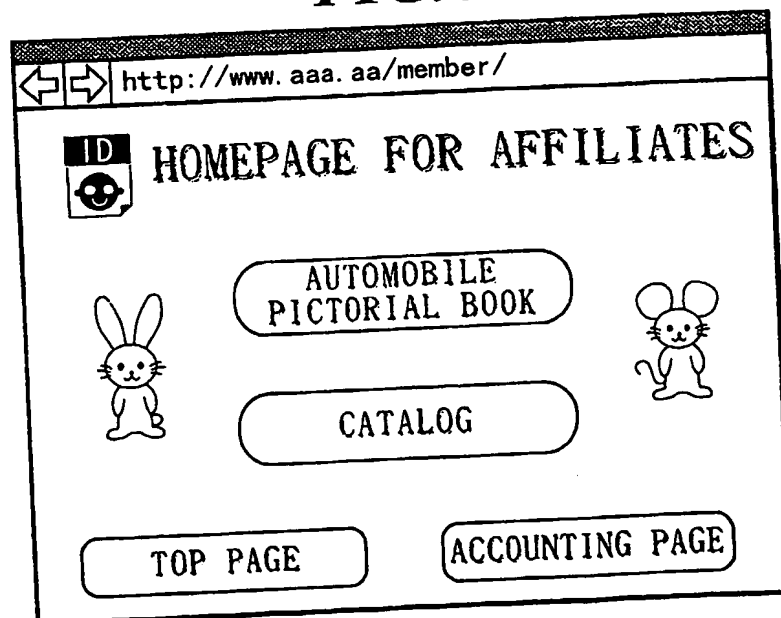 http://www.aaa.aa/member/
ID
HOMEPAGE FOR AFFILIATES
AUTOMOBILE
PICTORIAL BOOK
CATALOG
TOP PAGE
ACCOUNTING PAGE